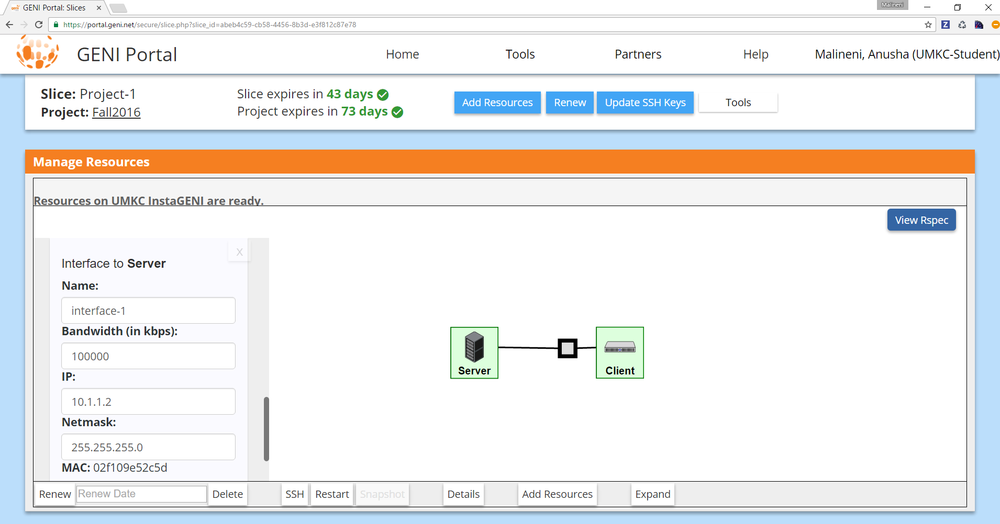 GENI Portal: Slices
Malineni
https://portal.geni.net/secure/slice.php?slice_id=abeb4c59-cb58-4456-8b3d-e3f812c87e78
Z
geni
GENI Portal
Home
Tools
Partners
Help
Malineni, Anusha (UMKC-Student)
Slice: Project-1
Project: Fall2016
Slice expires in 43 days
Project expires in 73 days
Add Resources
Renew
Update SSH Keys
Tools
Manage Resources
Resources on UMKC InstaGENI are ready.
View Rspec
x
Interface to Server
Name:
interface-1
Bandwidth (in kbps):
100000
IP:
10.1.1.2
Netmask:
255.255.255.0
MAC: 02f109e52c5d
Server
Client
Renew
Renew Date
Delete
SSH
Restart
Snapshot
Details
Add Resources
Expand